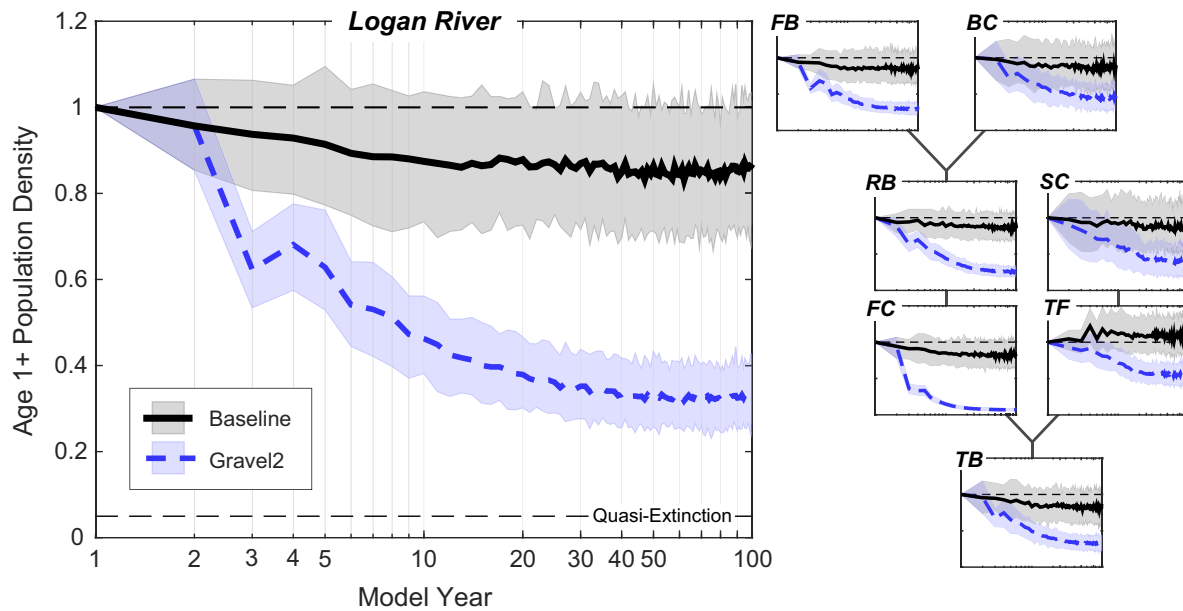 Logan River
Age 1+ Population Density
1.2
1
0.8
0.6
0.4
0.2
0
Baseline
Gravel2
Quasi-Extinction
1 2 3 4 5 10 20 30 40 50 100
Model Year
FB BC
RB SC
FC TF
TB